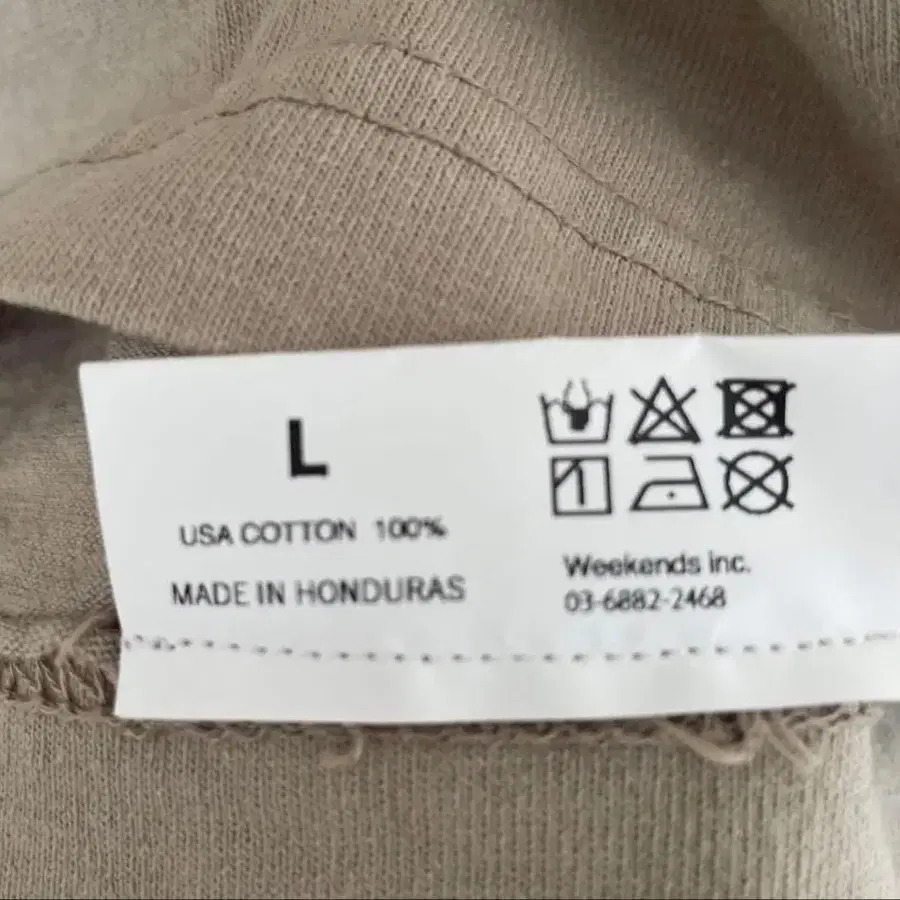 L
USA COTTON 100%
MADE IN HONDURAS
Weekends inc.
03-6882-2468